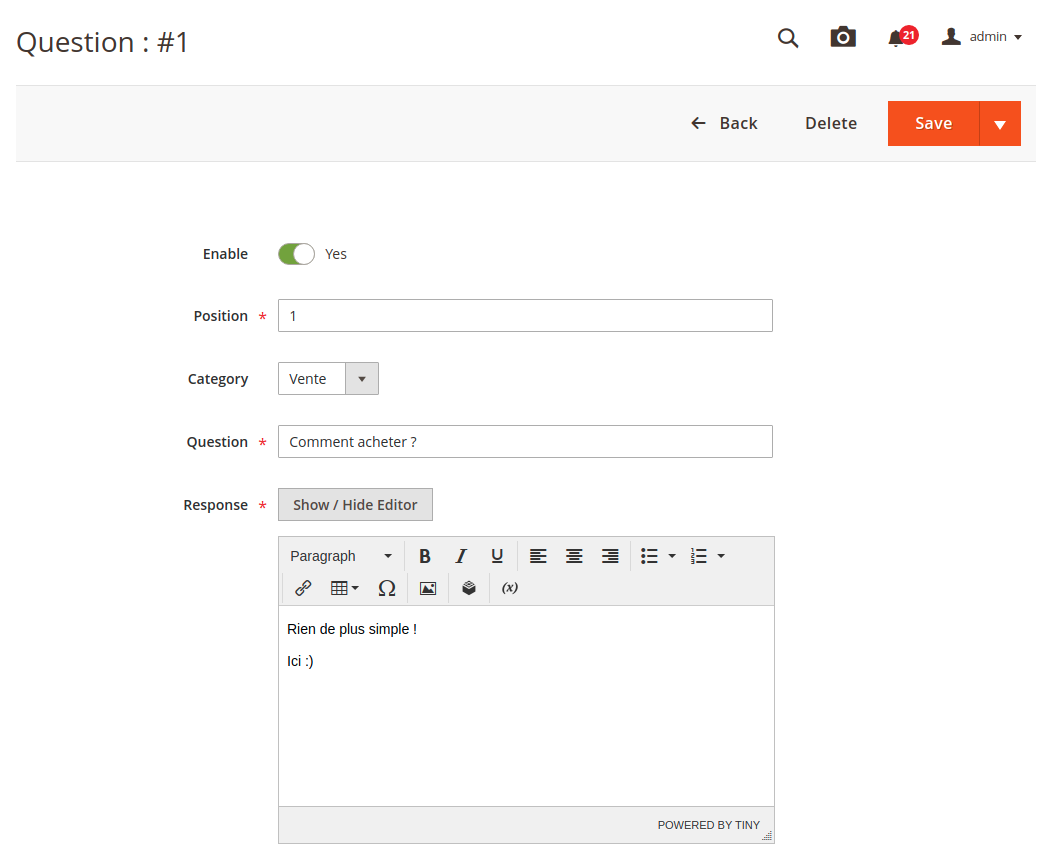 Question : #1
21
admin
Back
Delete
Save
Enable
Yes
Position *
1
Category
Vente
Question *
Comment acheter ?
Response *
Show / Hide Editor
Paragraph
B I U
Ω
(x)
Rien de plus simple !
Ici :)
POWERED BY TINY